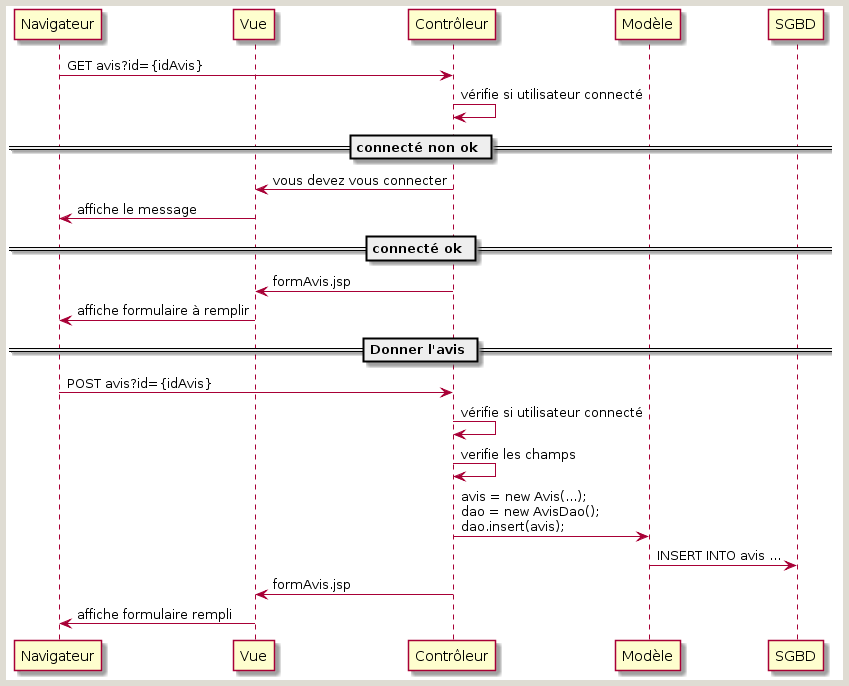 Navigateur Vue Contrôleur Modèle SGBD
GET avis?id={idAvis}
vérifie si utilisateur connecté
connecté non ok
vous devez vous connecter
affiche le message
connecté ok
formAvis.jsp
affiche formulaire à remplir
Donner l'avis
POST avis?id={idAvis}
vérifie si utilisateur connecté
verifie les champs
avis = new Avis(...);
dao = new AvisDao();
dao.insert(avis);
INSERT INTO avis ...
formAvis.jsp
affiche formulaire rempli
Navigateur Vue Contrôleur Modèle SGBD